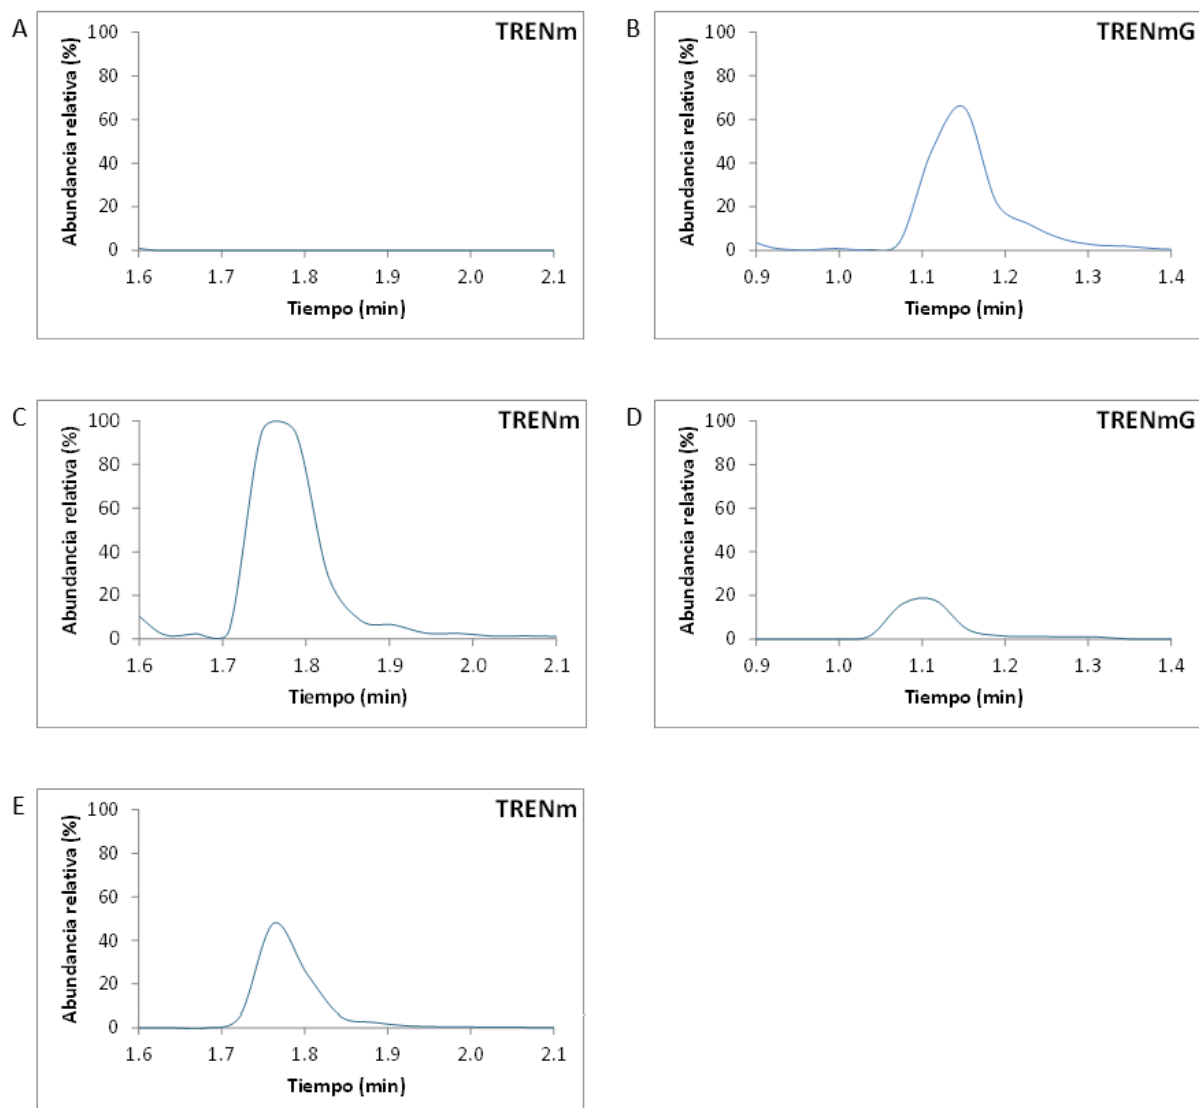 A
TRENm
Abundancia relativa (%)
100
80
60
40
20
0
1.6 1.7 1.8 1.9 2.0 2.1
Tiempo (min)
B
TRENmG
Abundancia relativa (%)
100
80
60
40
20
0
0.9 1.0 1.1 1.2 1.3 1.4
Tiempo (min)
C
TRENm
Abundancia relativa (%)
100
80
60
40
20
0
1.6 1.7 1.8 1.9 2.0 2.1
Tiempo (min)
D
TRENmG
Abundancia relativa (%)
100
80
60
40
20
0
0.9 1.0 1.1 1.2 1.3 1.4
Tiempo (min)
E
TRENm
Abundancia relativa (%)
100
80
60
40
20
0
1.6 1.7 1.8 1.9 2.0 2.1
Tiempo (min)